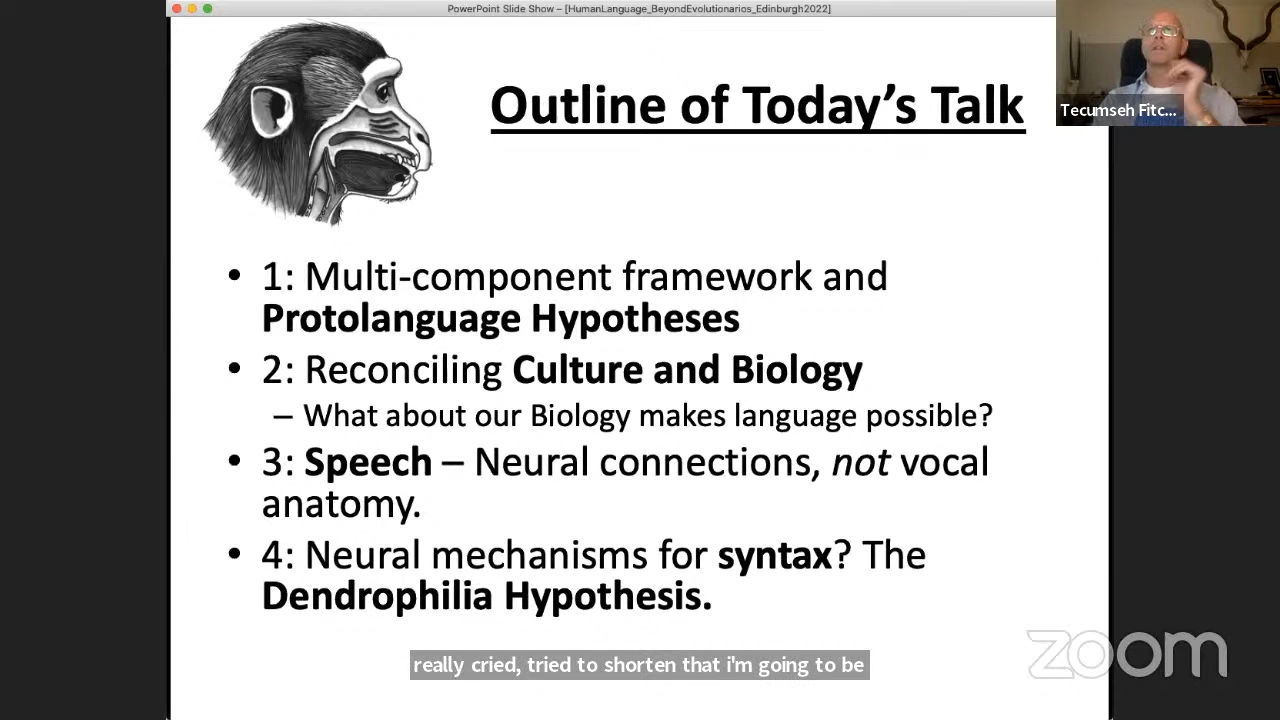 PowerPoint Slide Show – [HumanLanguage_BeyondEvolutionarios_Edinburgh2022]
Outline of Today's Talk
Tecumseh Fitc...
• 1: Multi-component framework and
Protolanguage Hypotheses
• 2: Reconciling Culture and Biology
– What about our Biology makes language possible?
• 3: Speech – Neural connections, not vocal
anatomy.
• 4: Neural mechanisms for syntax? The
Dendrophilia Hypothesis.
really cried, tried to shorten that i'm going to be
zoom